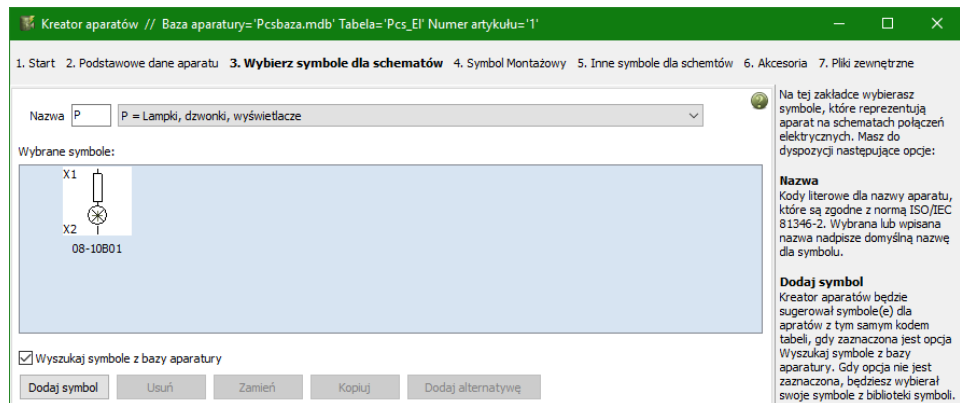 Kreator aparatów // Baza aparatury='Pcsbaza.mdb' Tabela='Pcs_El' Numer artykułu='1'
1. Start 2. Podstawowe dane aparatu 3. Wybierz symbole dla schematów 4. Symbol Montażowy 5. Inne symbole dla schemtów 6. Akcesoria 7. Pliki zewnętrzne
Nazwa P P = Lampki, dzwonki, wyświetlacze
Wybrane symbole:
X1
X2
08-10B01
Wyszukaj symbole z bazy aparatury
Dodaj symbol Usuń Zamień Kopiuj Dodaj alternatywę
Na tej zakładce wybierasz
symbole, które reprezentują
aparat na schematach połączeń
elektrycznych. Masz do
dyspozycji następujące opcje:
Nazwa
Kody literowe dla nazwy aparatu,
które są zgodne z normą ISO/IEC
81346-2. Wybrana lub wpisana
nazwa nadpisze domyślną nazwę
dla symbolu.
Dodaj symbol
Kreator aparatów będzie
sugerował symbole(e) dla
apratów z tym samym kodem
tabeli, gdy zaznaczona jest opcja
Wyszukaj symbole z bazy
aparatury. Gdy opcja nie jest
zaznaczona, będziesz wybierał
swoje symbole z biblioteki symboli.